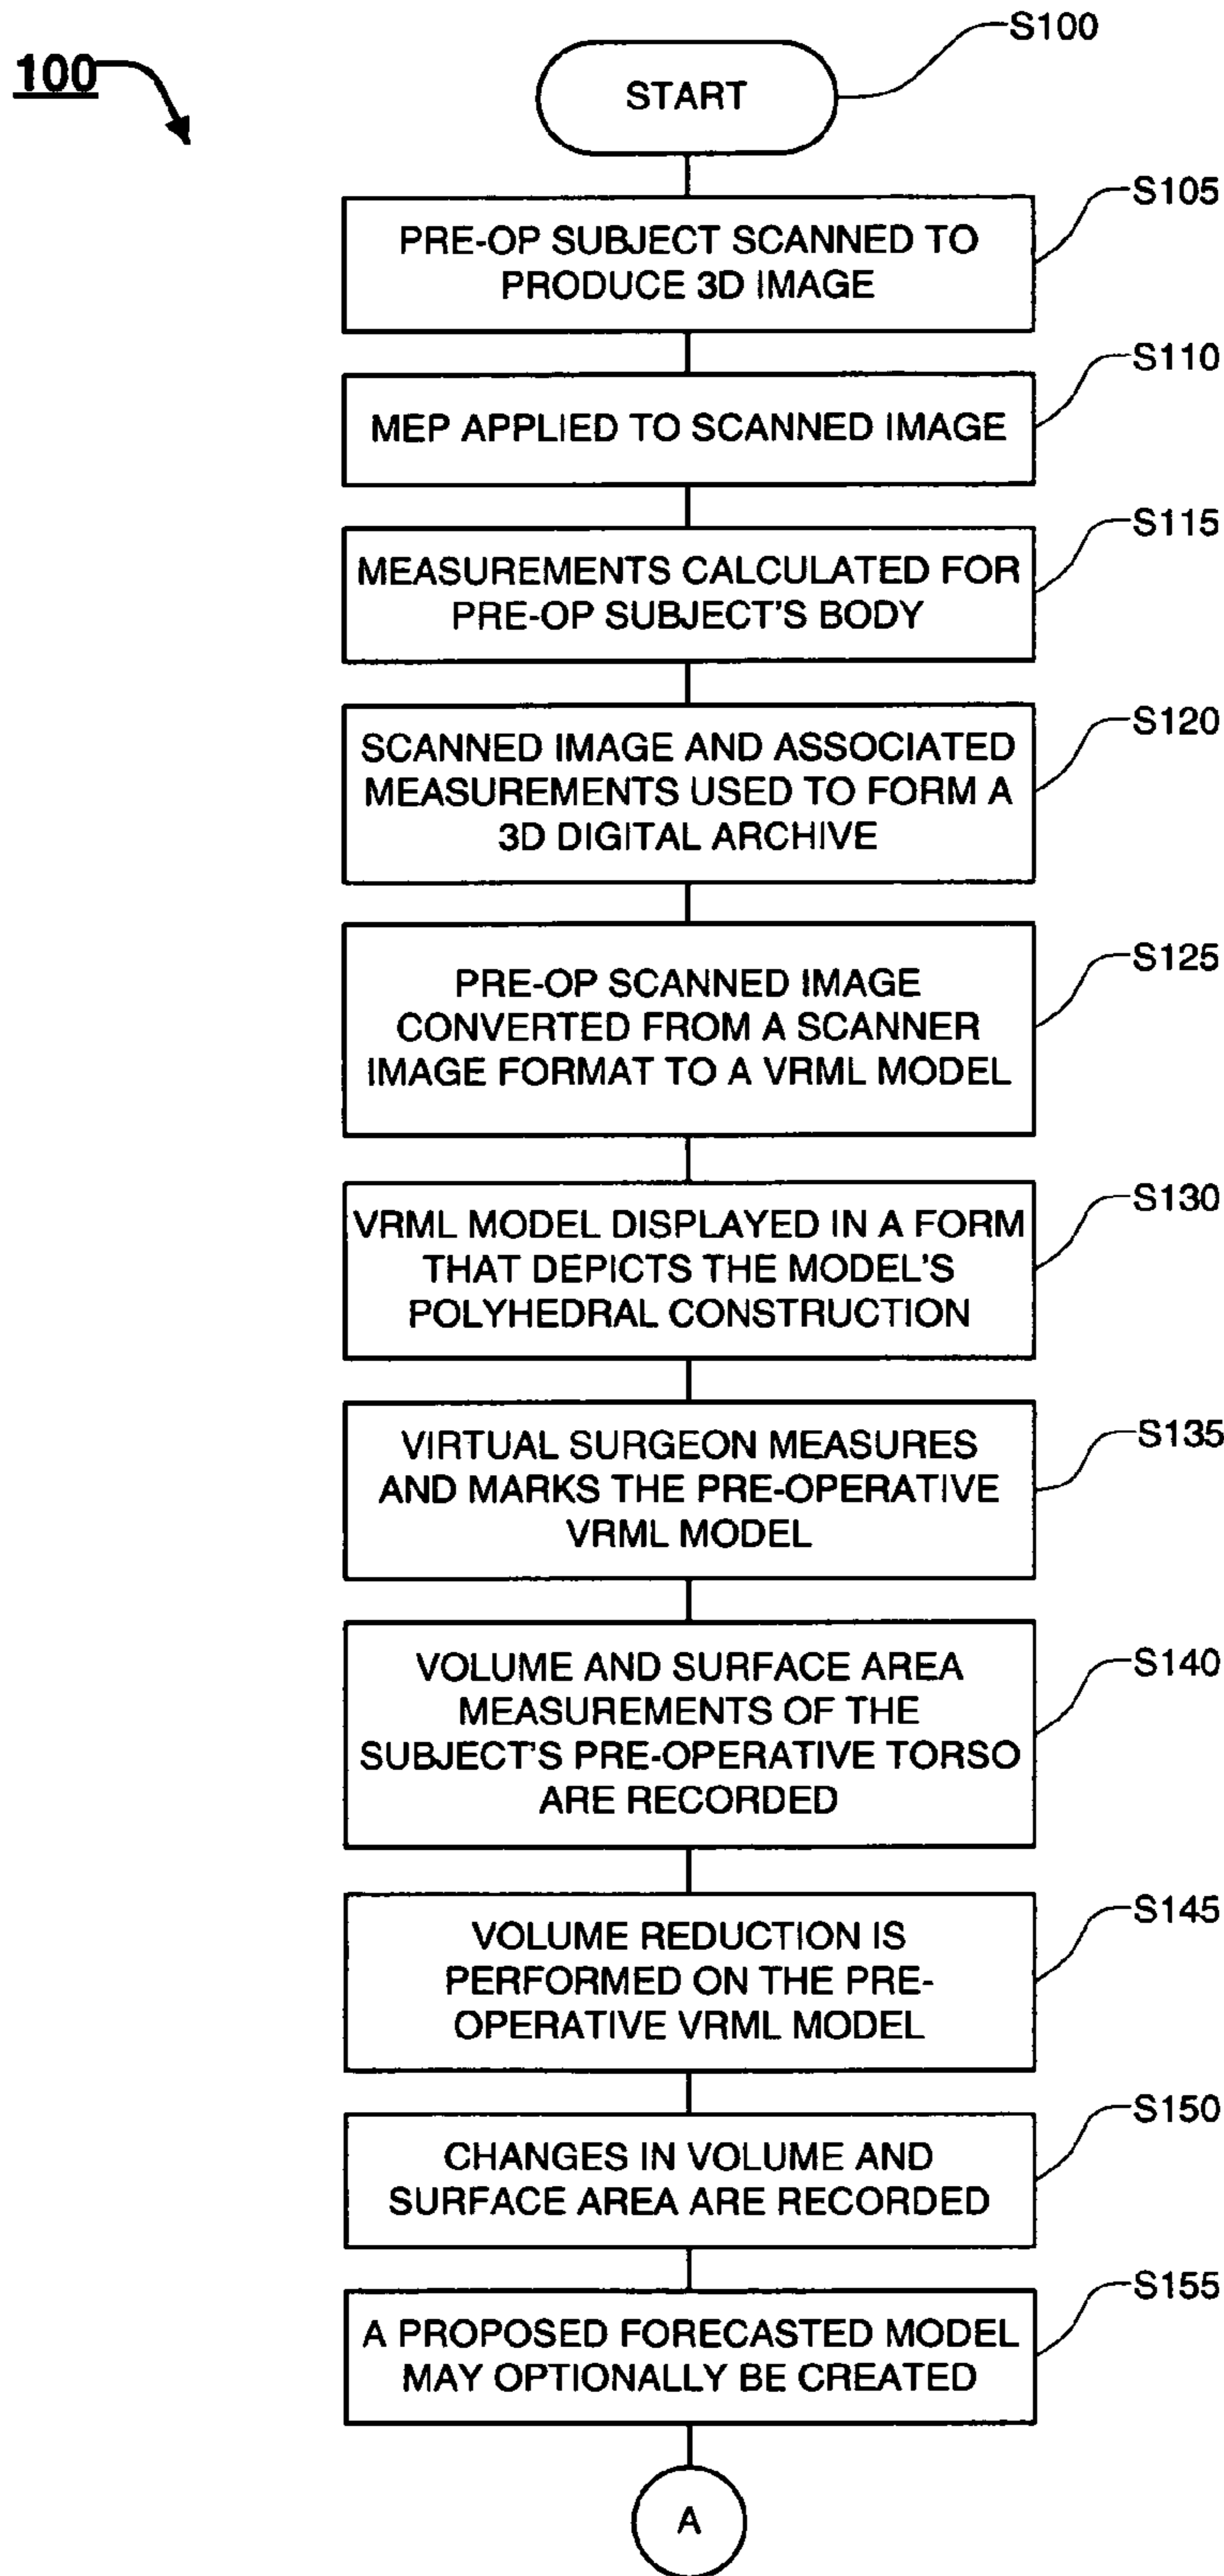 100
S100
START
S105
PRE-OP SUBJECT SCANNED TO
PRODUCE 3D IMAGE
S110
MEP APPLIED TO SCANNED IMAGE
S115
MEASUREMENTS CALCULATED FOR
PRE-OP SUBJECT'S BODY
S120
SCANNED IMAGE AND ASSOCIATED
MEASUREMENTS USED TO FORM A
3D DIGITAL ARCHIVE
S125
PRE-OP SCANNED IMAGE
CONVERTED FROM A SCANNER
IMAGE FORMAT TO A VRML MODEL
S130
VRML MODEL DISPLAYED IN A FORM
THAT DEPICTS THE MODEL'S
POLYHEDRAL CONSTRUCTION
S135
VIRTUAL SURGEON MEASURES
AND MARKS THE PRE-OPERATIVE
VRML MODEL
S140
VOLUME AND SURFACE AREA
MEASUREMENTS OF THE
SUBJECT'S PRE-OPERATIVE TORSO
ARE RECORDED
S145
VOLUME REDUCTION IS
PERFORMED ON THE PRE-
OPERATIVE VRML MODEL
S150
CHANGES IN VOLUME AND
SURFACE AREA ARE RECORDED
S155
A PROPOSED FORECASTED MODEL
MAY OPTIONALLY BE CREATED
A